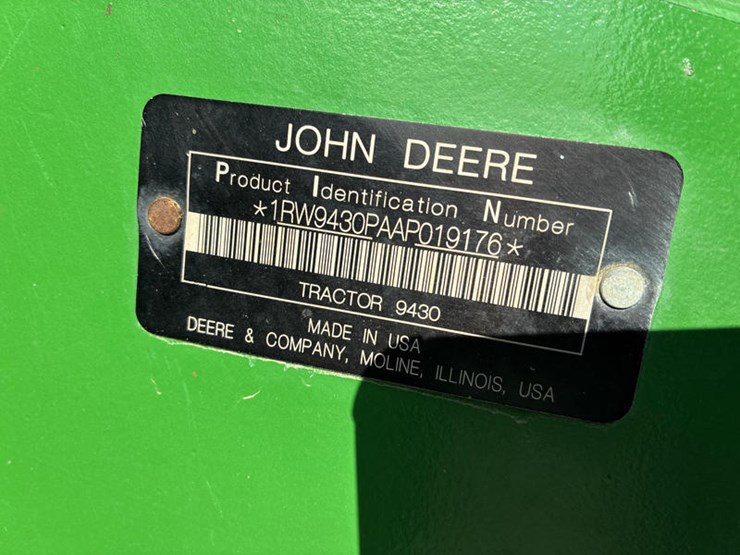 JOHN DEERE
Product Identification Number
*1RW9430PAAP019176*
TRACTOR 9430
MADE IN USA
DEERE & COMPANY, MOLINE, ILLINOIS, USA